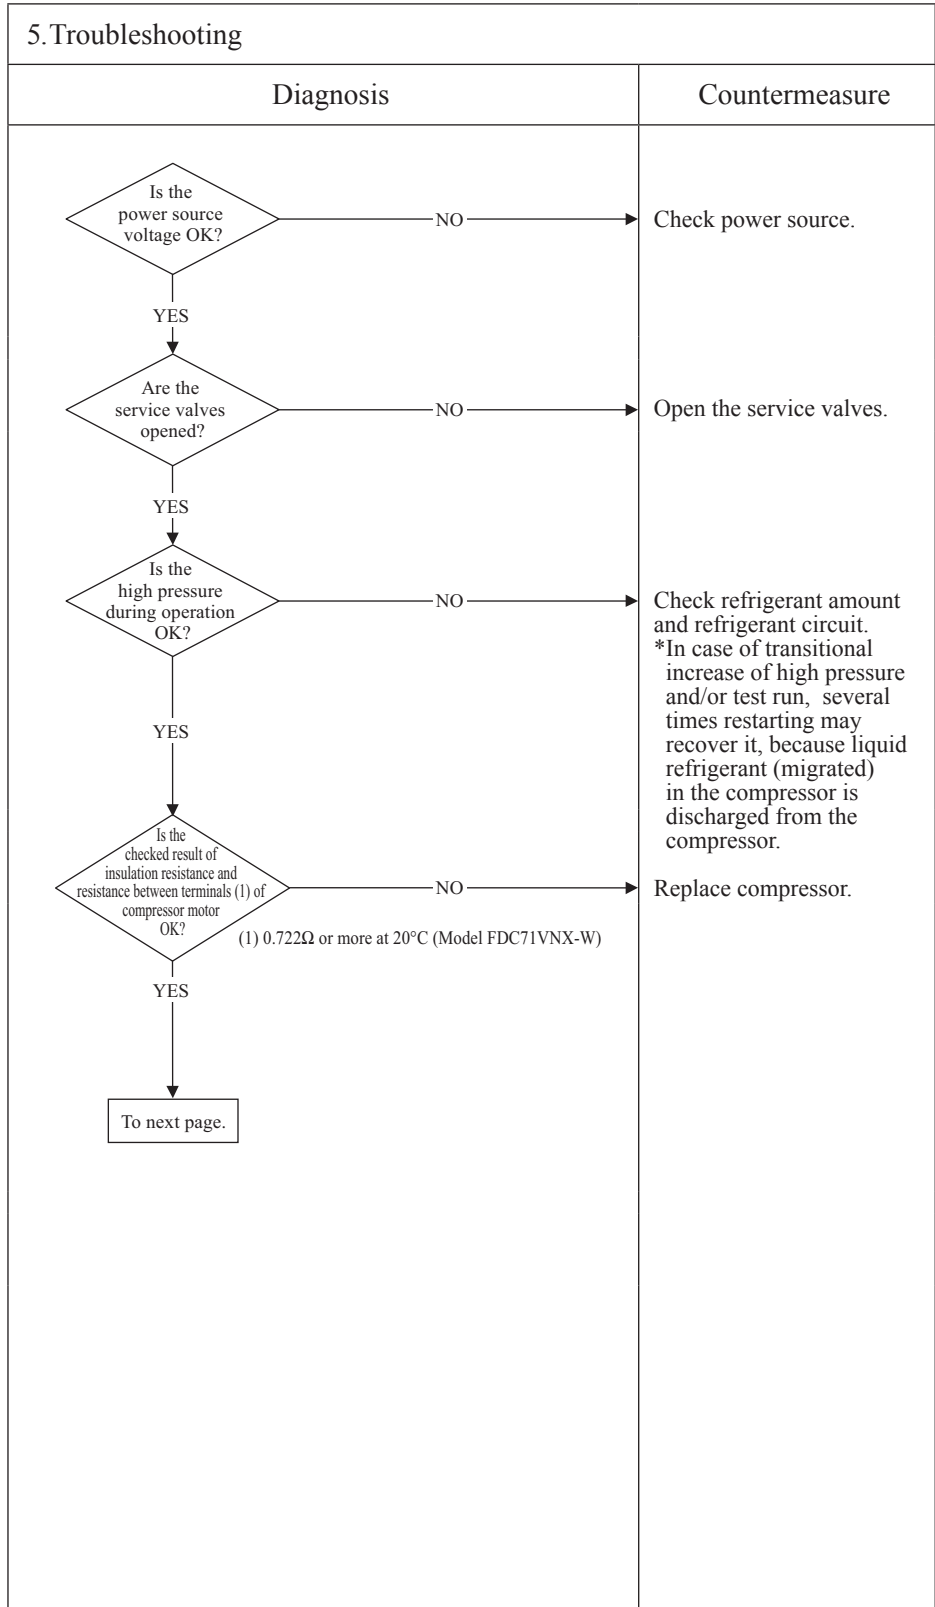 5.Troubleshooting
Diagnosis
Countermeasure
Is the
power source
voltage OK?
NO
Check power source.
YES
Are the
service valves
opened?
NO
Open the service valves.
YES
Is the
high pressure
during operation
OK?
NO
Check refrigerant amount
and refrigerant circuit.
*In case of transitional
increase of high pressure
and/or test run, several
times restarting may
recover it, because liquid
refrigerant (migrated)
in the compressor is
discharged from the
compressor.
YES
Is the
checked result of
insulation resistance and
resistance between terminals (1) of
compressor motor
OK?
NO
Replace compressor.
(1) 0.722Ω or more at 20°C (Model FDC71VNX-W)
YES
To next page.